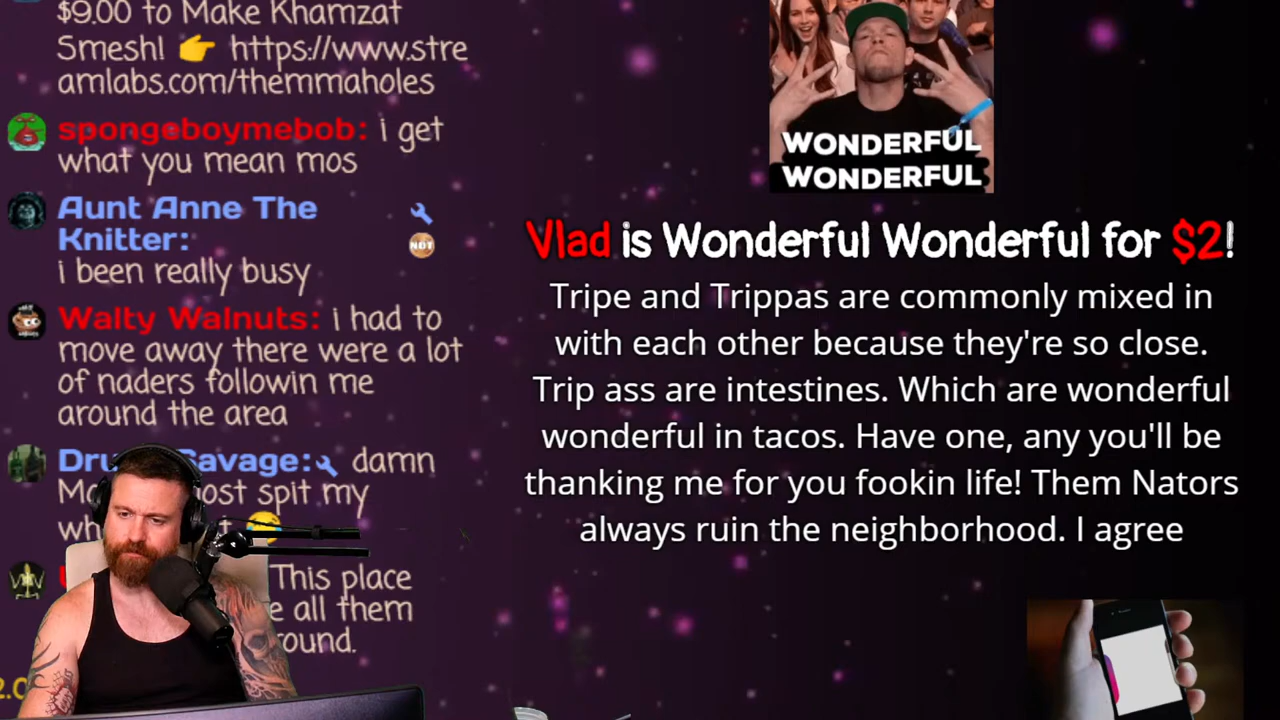 $9.00 to Make Khamzat
Smesh! 👉 https://www.stre
amlabs.com/themmaholes
spongeboymebob: i get
what you mean mos
Aunt Anne The
Knitter:
NOT
i been really busy
Walty Walnuts: i had to
move away there were a lot
of naders followin me
around the area
damn
spit my
This place
all them
WONDERFUL
WONDERFUL
Vlad is Wonderful Wonderful for $2!
Tripe and Trippas are commonly mixed in
with each other because they're so close.
Trip ass are intestines. Which are wonderful
wonderful in tacos. Have one, any you'll be
thanking me for you fookin life! Them Nators
always ruin the neighborhood. I agree